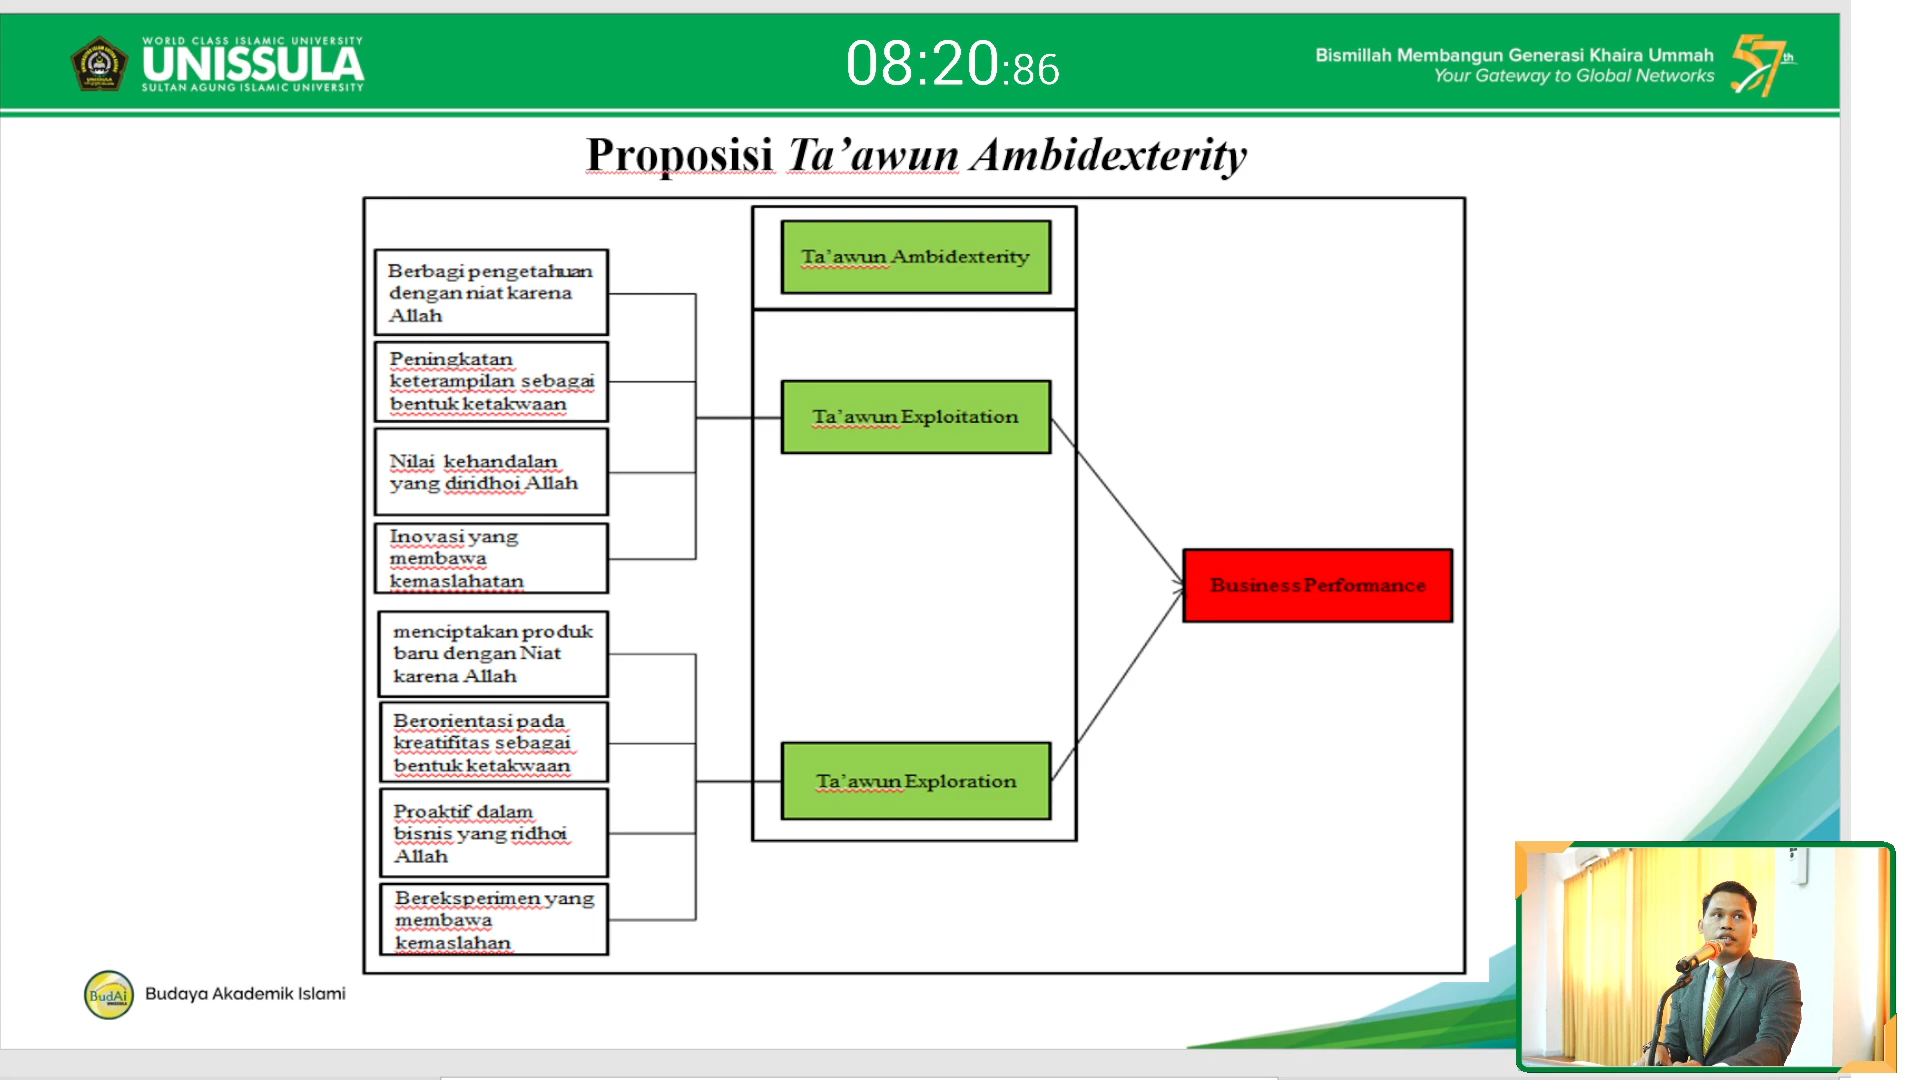 WORLD CLASS ISLAMIC UNIVERSITY
UNISSULA
SULTAN AGUNG ISLAMIC UNIVERSITY
08:20:86
Bismillah Membangun Generasi Khaira Ummah
Your Gateway to Global Networks
57th
Proposisi Ta'awun Ambidexterity
Berbagi pengetahuan
dengan niat karena
Allah
Peningkatan
keterampilan sebagai
bentuk ketakwaan
Nilai kehandalan
yang diridhoi Allah
Inovasi yang
membawa
kemaslahatan
menciptakan produk
baru dengan Niat
karena Allah
Berorientasi pada
kreatifitas sebagai
bentuk ketakwaan
Proaktif dalam
bisnis yang ridhoi
Allah
Bereksperimen yang
membawa
kemaslahan
Ta'awun Ambidexterity
Ta'awun Exploitation
Ta'awun Exploration
Business Performance
BudAi
Budaya Akademik Islami